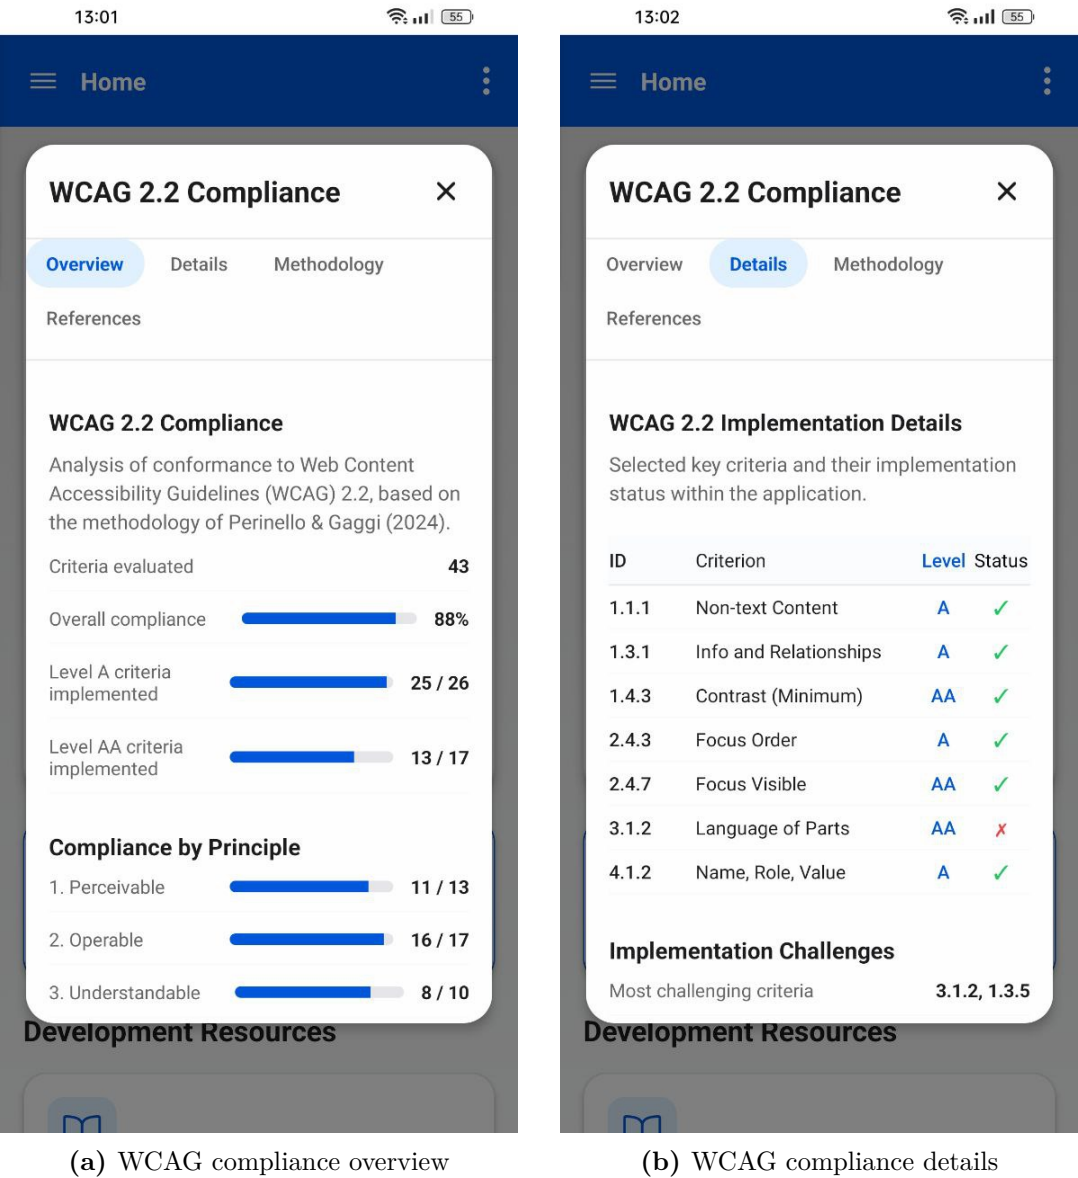 13:01
55
Home
WCAG 2.2 Compliance
Overview
Details
Methodology
References
WCAG 2.2 Compliance
Analysis of conformance to Web Content
Accessibility Guidelines (WCAG) 2.2, based on
the methodology of Perinello & Gaggi (2024).
Criteria evaluated 43
Overall compliance 88%
Level A criteria
implemented 25 / 26
Level AA criteria
implemented 13 / 17
Compliance by Principle
1. Perceivable 11 / 13
2. Operable 16 / 17
3. Understandable 8 / 10
Development Resources
(a) WCAG compliance overview
13:02
55
Home
WCAG 2.2 Compliance
Overview
Details
Methodology
References
WCAG 2.2 Implementation Details
Selected key criteria and their implementation
status within the application.
ID Criterion Level Status
1.1.1 Non-text Content A ✓
1.3.1 Info and Relationships A ✓
1.4.3 Contrast (Minimum) AA ✓
2.4.3 Focus Order A ✓
2.4.7 Focus Visible AA ✓
3.1.2 Language of Parts AA ✗
4.1.2 Name, Role, Value A ✓
Implementation Challenges
Most challenging criteria 3.1.2, 1.3.5
Development Resources
(b) WCAG compliance details